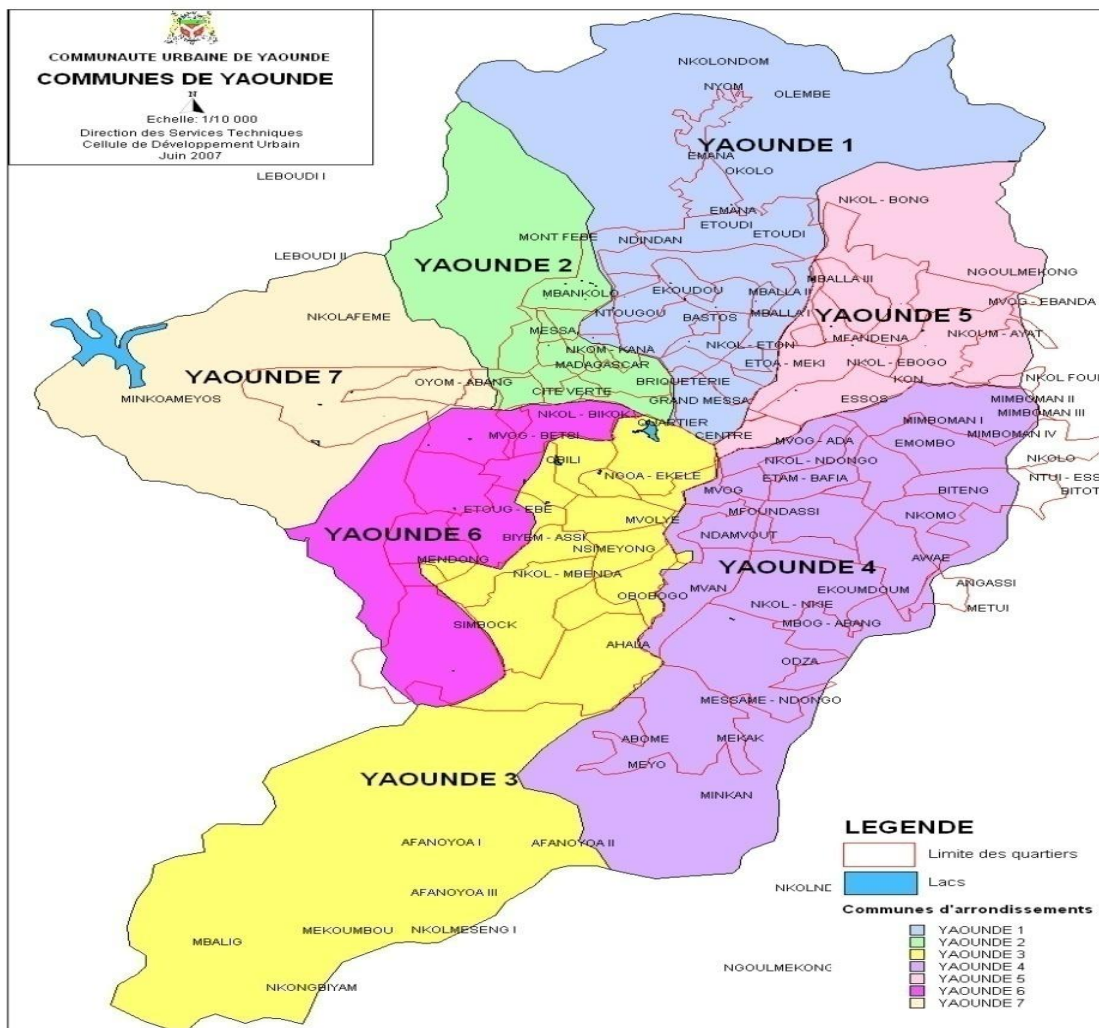 COMMUNAUTE URBAINE DE YAOUNDE
COMMUNES DE YAOUNDE
N
Echelle: 1/10 000
Direction des Services Techniques
Cellule de Développement Urbain
Juin 2007
NKOLONDOM
NYOM
OLEMBE
YAOUNDE 1
EMANA
OKOLO
LEBOUDI I
NKOL - BONG
EMANA
ETOUDI
ETOUDI
MONT FEBE
NDINDAN
LEBOUDI II
YAOUNDE 2
NGOULMEKONG
MBALLA III
MBANKOLO
EKOUDOU
MBALLA II
MVOG - EBANDA
NKOLAFEME
NTOUGOU
BASTOS
MBALLA I
YAOUNDE 5
MESSA
MFANDENA
NKOUM - AYAT
NKOM - KANA
NKOL - ETON
MADAGASCAR
ETOA - MEKI
NKOL - EBOGO
YAOUNDE 7
OYOM - ABANG
BRIQUETERIE
KON
NKOL FOUL
CITE VERTE
MINKOAMEYOS
GRAND MESSA
ESSOS
MIMBOMAN II
NKOL - BIKOK
MIMBOMAN III
QUARTIER
MIMBOMAN I
MVOG - BETSI
CENTRE
MVOG - ADA
EMOMBO
MIMBOMAN IV
OBILI
NKOL - NDONGO
NKOLO
NGOA - EKELE
ETAM - BAFIA
NTUI - ESS
MVOG
BITENG
BITOT
ETOUG - EBE
MFOUNDASSI
NKOMO
MVOLYE
YAOUNDE 6
BIYEM - ASSI
NDAMVOUT
NSIMEYONG
MENDONG
AWAE
YAOUNDE 4
NKOL - MBENDA
ANGASSI
MVAN
EKOUMDOUM
OBOBOGO
NKOL - NKIE
METUI
SIMBOCK
MBOG - ABANG
AHALA
ODZA
MESSAME - NDONGO
ABOME
MEKAK
MEYO
YAOUNDE 3
MINKAN
AFANOYOA I
AFANOYOA II
AFANOYOA III
NKOLNE
MEKOUMBOU
NKOLMESENG I
MBALIG
NGOULMEKONG
NKONGBIYAM
LEGENDE
Limite des quartiers
Lacs
Communes d'arrondissements
YAOUNDE 1
YAOUNDE 2
YAOUNDE 3
YAOUNDE 4
YAOUNDE 5
YAOUNDE 6
YAOUNDE 7